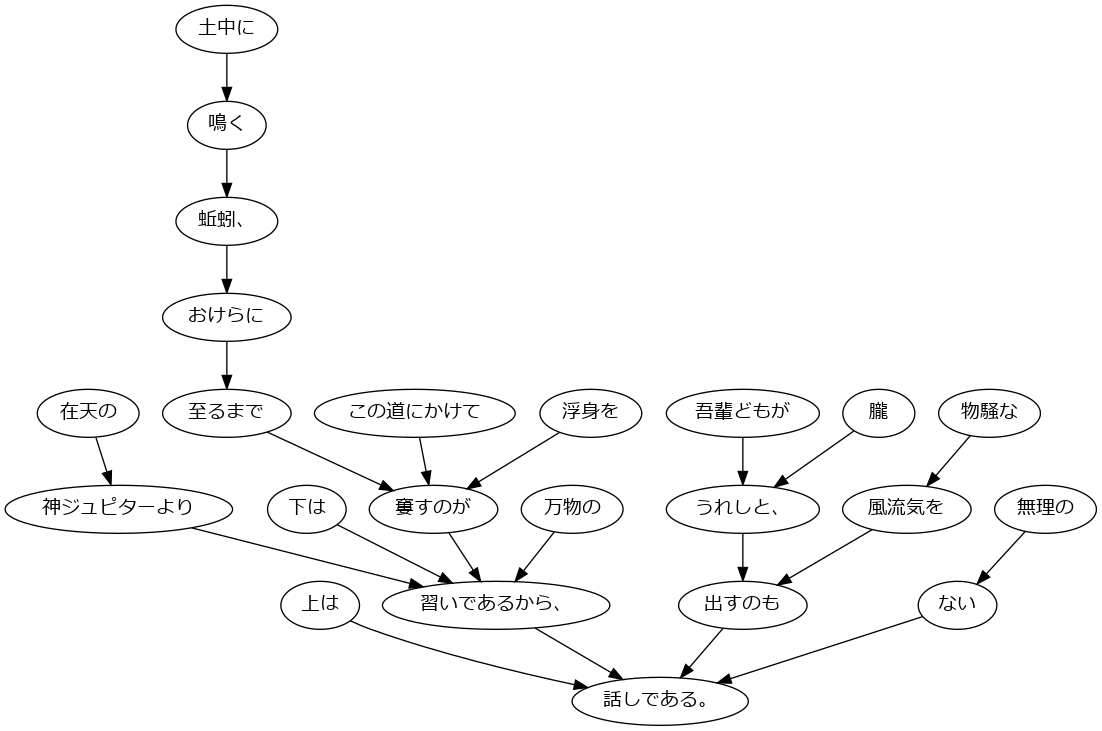 土中に
鳴く
蚯蚓、
おけらに
在天の 至るまで この道にかけて 浮身を 吾輩どもが 朧 物騒な
神ジュピターより 下は 窶すのが 万物の うれしと、 風流気を 無理の
上は 習いであるから、 出すのも ない
話しである。